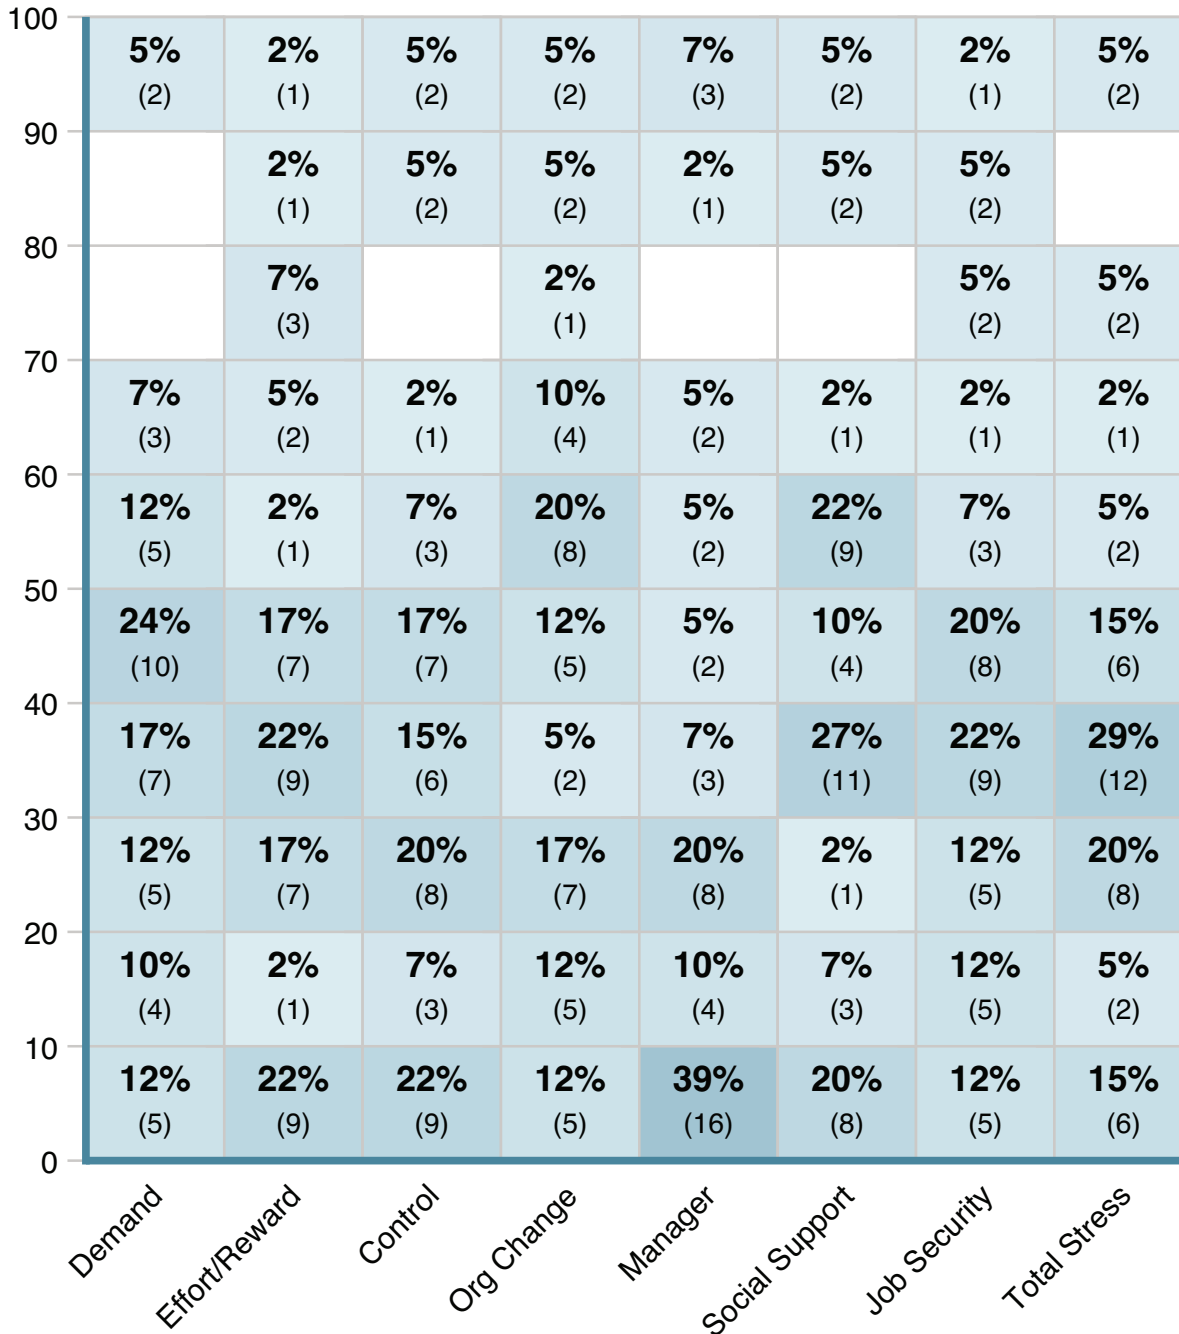 100
5% 2% 5% 5% 7% 5% 2% 5%
(2) (1) (2) (2) (3) (2) (1) (2)
90
2% 5% 5% 2% 5% 5%
(1) (2) (2) (1) (2) (2)
80
7% 2% 5% 5%
(3) (1) (2) (2)
70
7% 5% 2% 10% 5% 2% 2% 2%
(3) (2) (1) (4) (2) (1) (1) (1)
60
12% 2% 7% 20% 5% 22% 7% 5%
(5) (1) (3) (8) (2) (9) (3) (2)
50
24% 17% 17% 12% 5% 10% 20% 15%
(10) (7) (7) (5) (2) (4) (8) (6)
40
17% 22% 15% 5% 7% 27% 22% 29%
(7) (9) (6) (2) (3) (11) (9) (12)
30
12% 17% 20% 17% 20% 2% 12% 20%
(5) (7) (8) (7) (8) (1) (5) (8)
20
10% 2% 7% 12% 10% 7% 12% 5%
(4) (1) (3) (5) (4) (3) (5) (2)
10
12% 22% 22% 12% 39% 20% 12% 15%
(5) (9) (9) (5) (16) (8) (5) (6)
0
Demand
Effort/Reward
Control
Org Change
Manager
Social Support
Job Security
Total Stress